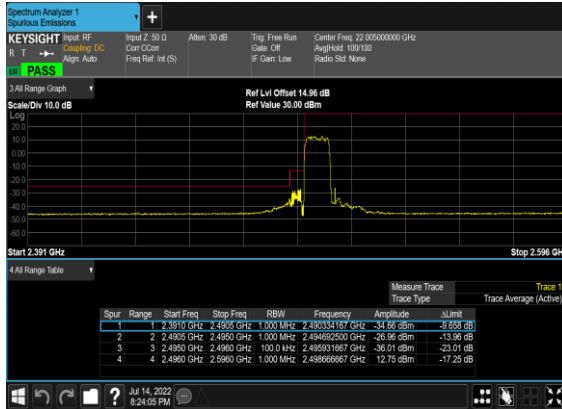 Spectrum Analyzer 1
Spurious Emissions
+
KEYSIGHT Input: RF Input Z: 50 Ω Atten: 30 dB Trig: Free Run Center Freq: 22.005000000 GHz
R T Coupling: DC Corr CCorr Gate: Off Avg|Hold: 100/100
Align: Auto Freq Ref: Int (S) IF Gain: Low Radio Std: None
LW PASS
3 All Range Graph Ref Lvl Offset 14.96 dB
Scale/Div 10.0 dB Ref Value 30.00 dBm
Log
20.0
10.0
0.00
-10.0
-20.0
-30.0
-40.0
-50.0
-60.0
Start 2.391 GHz Stop 2.596 GH
4 All Range Table
Measure Trace Trace 1
Trace Type Trace Average (Active)
Spur Range Start Freq Stop Freq RBW Frequency Amplitude ΔLimit
1 1 2.3910 GHz 2.4905 GHz 1.000 MHz 2.490334167 GHz -34.66 dBm -9.658 dB
2 2 2.4905 GHz 2.4950 GHz 1.000 MHz 2.494692500 GHz -26.96 dBm -13.96 dB
3 3 2.4950 GHz 2.4960 GHz 100.0 kHz 2.495931667 GHz -36.01 dBm -23.01 dB
4 4 2.4960 GHz 2.5960 GHz 1.000 MHz 2.498666667 GHz 12.75 dBm -17.25 dB
? Jul 14, 2022
8:24:05 PM